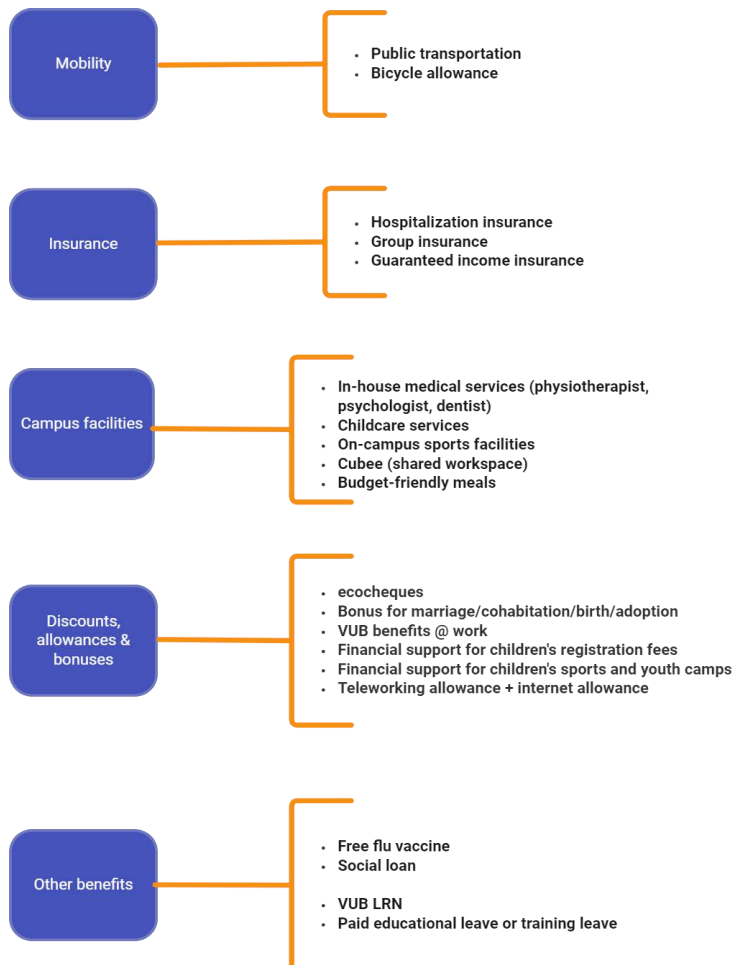 Mobility
• Public transportation
• Bicycle allowance
Insurance
• Hospitalization insurance
• Group insurance
• Guaranteed income insurance
Campus facilities
• In-house medical services (physiotherapist,
psychologist, dentist)
• Childcare services
• On-campus sports facilities
• Cubee (shared workspace)
• Budget-friendly meals
Discounts,
allowances &
bonuses
• ecocheques
• Bonus for marriage/cohabitation/birth/adoption
• VUB benefits @ work
• Financial support for children's registration fees
• Financial support for children's sports and youth camps
• Teleworking allowance + internet allowance
Other benefits
• Free flu vaccine
• Social loan
• VUB LRN
• Paid educational leave or training leave